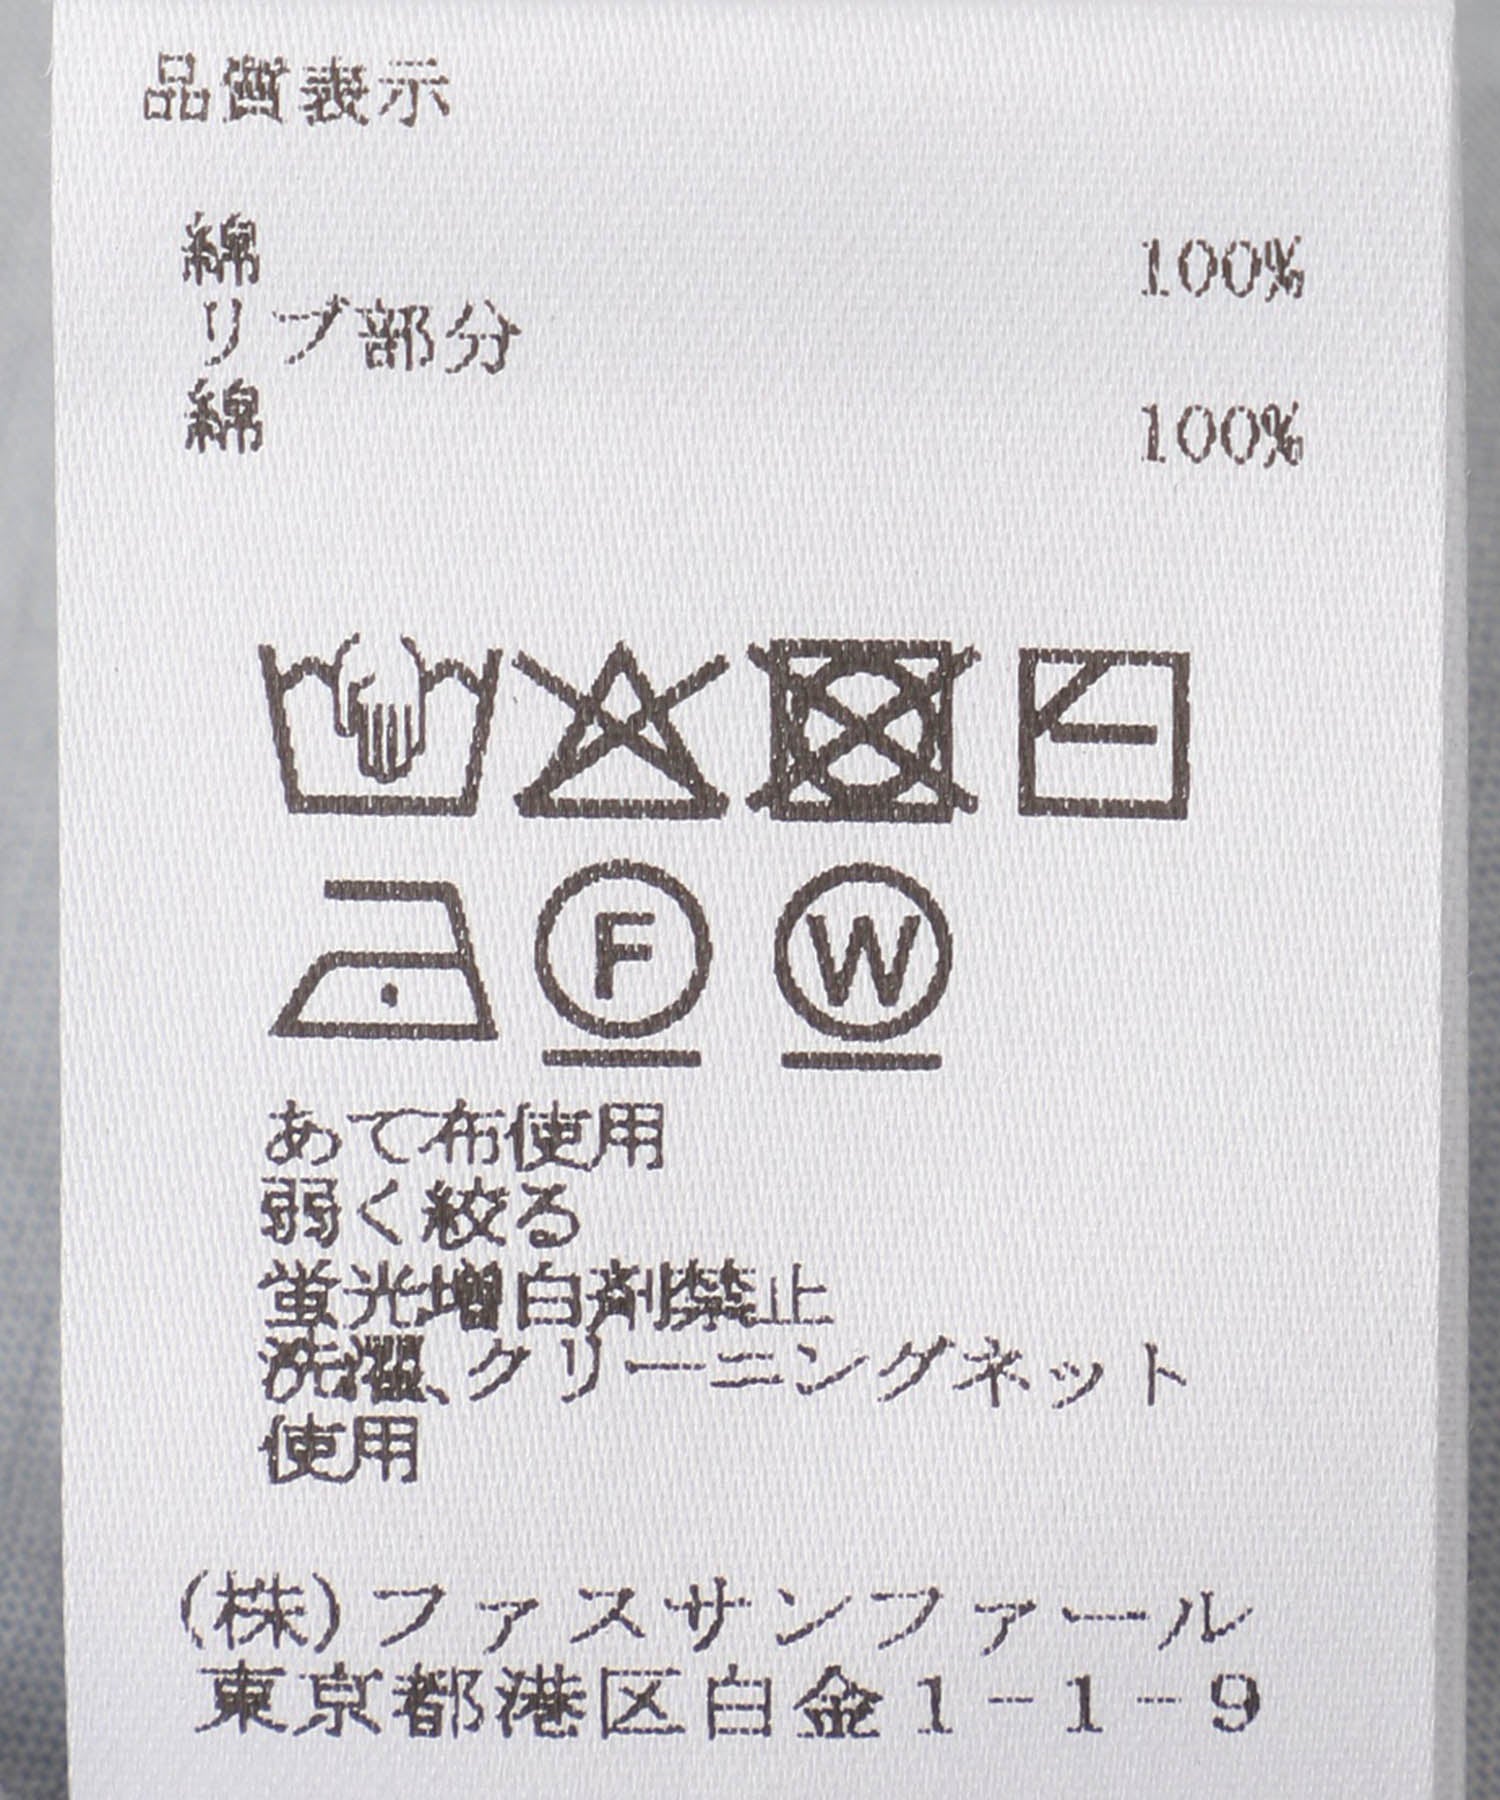 品質表示
綿 100%
リブ部分
綿 100%
F W
あて布使用
弱く絞る
蛍光増白剤禁止
洗濯、クリーニングネット
使用
(株)ファスサンファール
東京都港区白金1-1-9